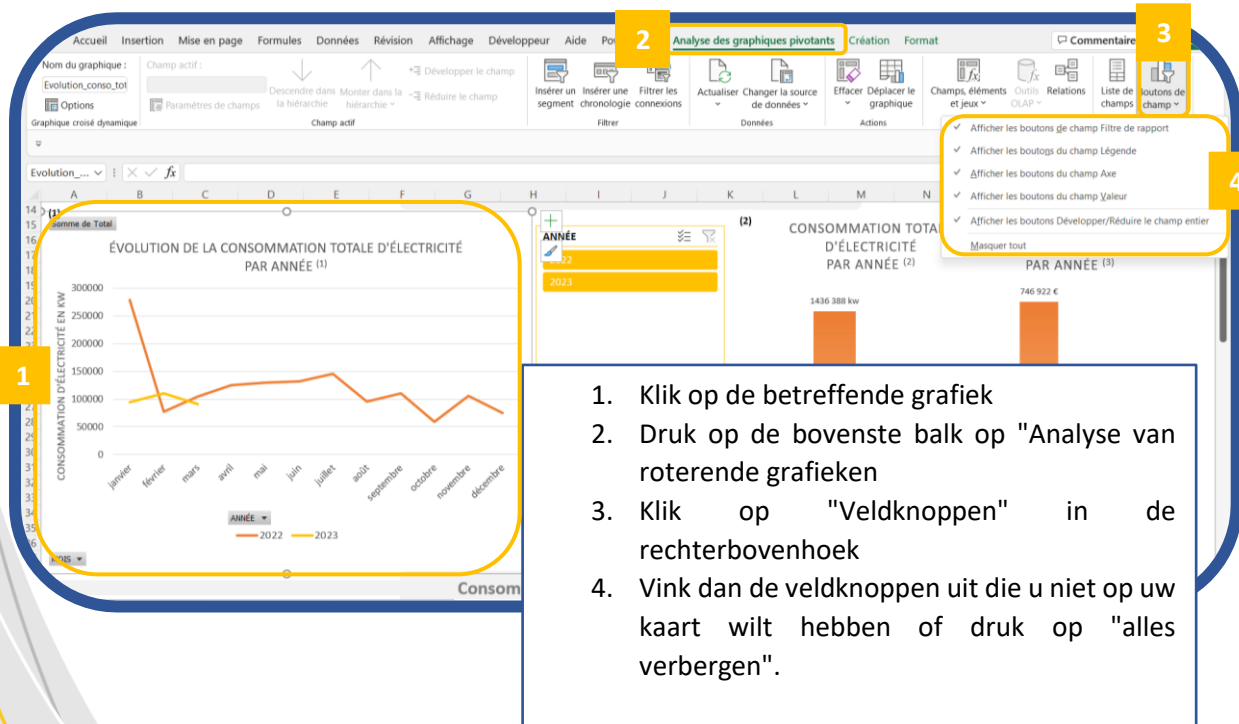 Accueil Insertion Mise en page Formules Données Révision Affichage Développeur Aide 2 Analyse des graphiques pivotants Création Format Commentaire 3
Nom du graphique : Champ actif :
Evolution_conso_tot
Options
Paramètres de champs
Descendre dans la hiérarchie
Monter dans la hiérarchie
Développer le champ
Réduire le champ
Insérer un segment
Insérer une chronologie
Filtrer les connexions
Actualiser
Changer la source de données
Effacer
Déplacer le graphique
Champs, éléments et jeux
Outils OLAP
Relations
Liste de champs
Boutons de champ
Graphique croisé dynamique Champ actif Filtrer Données Actions
Afficher les boutons de champ Filtre de rapport
Afficher les boutons du champ Légende
Afficher les boutons du champ Axe
Afficher les boutons du champ Valeur
Afficher les boutons Développer/Réduire le champ entier
Masquer tout
4
Evolution_... fx
A B C D E F G H I J K L M N
14
15
16
(1)
Somme de Total
ÉVOLUTION DE LA CONSOMMATION TOTALE D'ÉLECTRICITÉ
PAR ANNÉE (1)
CONSOMMATION D'ÉLECTRICITÉ EN KW
300000
250000
200000
150000
100000
50000
0
janvier février mars avril mai juin juillet août septembre octobre novembre décembre
ANNÉE
2022 2023
MOIS
1
ANNÉE
2022
2023
(2)
CONSOMMATION
D'ÉLECTRICITÉ
PAR ANNÉE (2)
1436 388 kw
PAR ANNÉE (3)
746 922 €
1. Klik op de betreffende grafiek
2. Druk op de bovenste balk op "Analyse van
roterende grafieken
3. Klik op "Veldknoppen" in de
rechterbovenhoek
4. Vink dan de veldknoppen uit die u niet op uw
kaart wilt hebben of druk op "alles
verbergen".